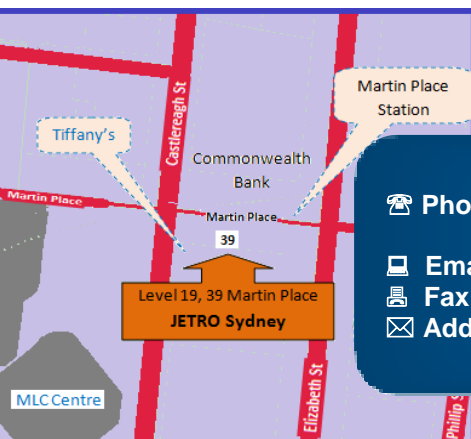 Martin Place
Station
Castlereagh St
Tiffany's
Commonwealth
Bank
Martin Place
Martin Place
39
Level 19, 39 Martin Place
JETRO Sydney
Pho
Ema
Fax
Add
MLC Centre
Elizabeth St
Phillip S